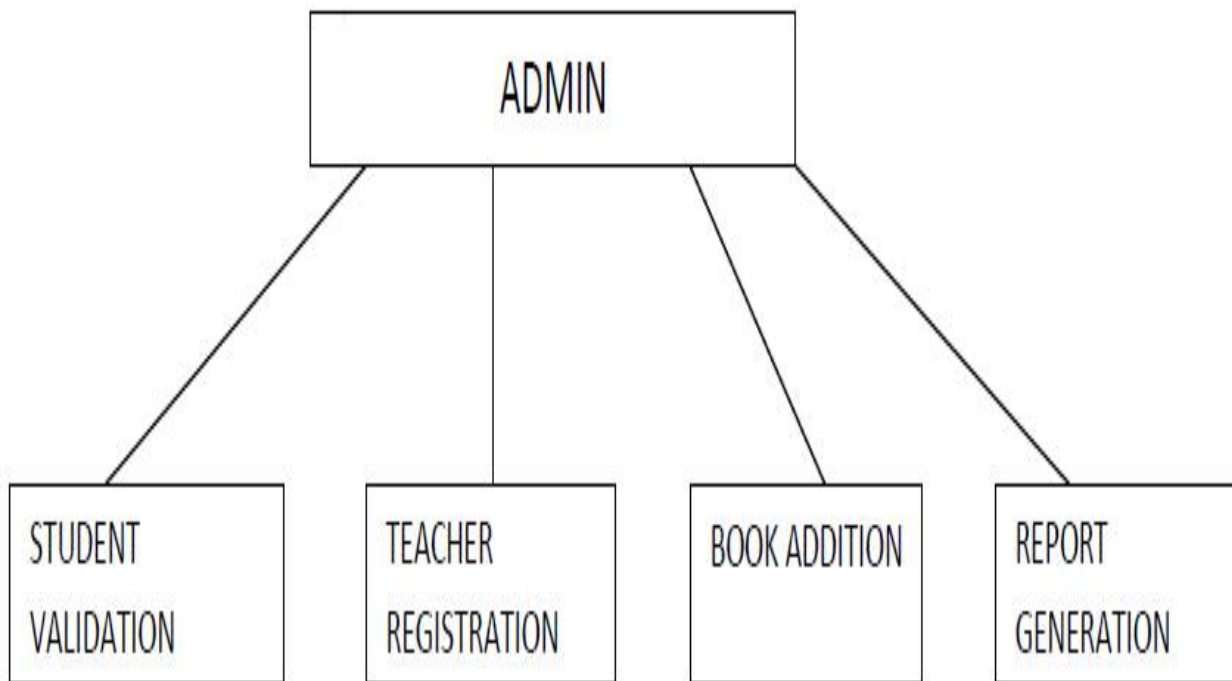 ADMIN
STUDENT
VALIDATION
TEACHER
REGISTRATION
BOOK ADDITION
REPORT
GENERATION